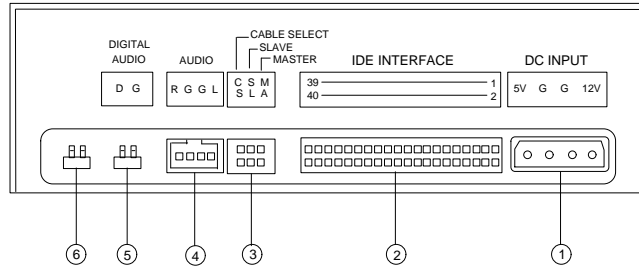 CABLE SELECT
SLAVE
MASTER
DIGITAL
AUDIO
AUDIO
IDE INTERFACE
DC INPUT
D G
R G G L
C S M
S L A
39 1
40 2
5V G G 12V
6 5 4 3 2 1